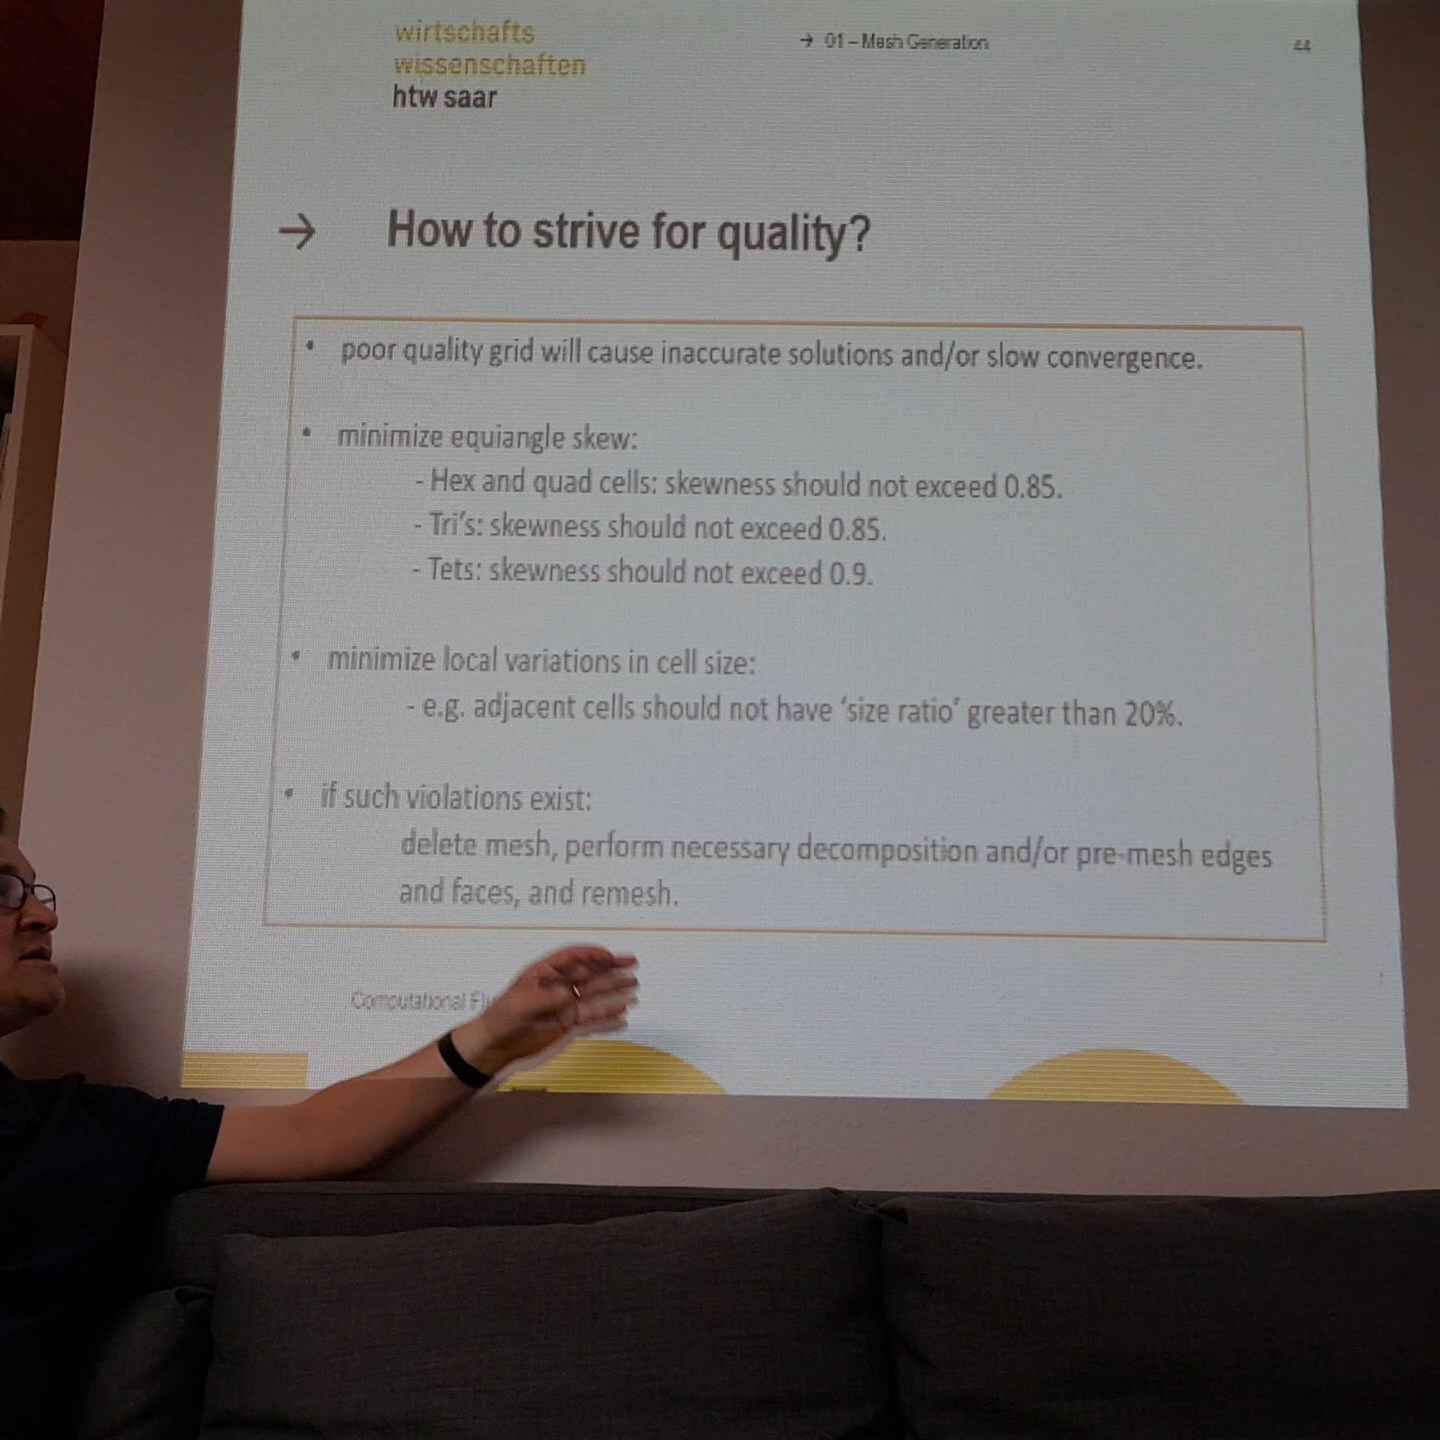 wirtschafts
wissenschaften
htw saar
→ 01 – Mesh Generation
44
→ How to strive for quality?
• poor quality grid will cause inaccurate solutions and/or slow convergence.
• minimize equiangle skew:
- Hex and quad cells: skewness should not exceed 0.85.
- Tri's: skewness should not exceed 0.85.
- Tets: skewness should not exceed 0.9.
• minimize local variations in cell size:
- e.g. adjacent cells should not have ‘size ratio’ greater than 20%.
• if such violations exist:
delete mesh, perform necessary decomposition and/or pre-mesh edges
and faces, and remesh.
Computational